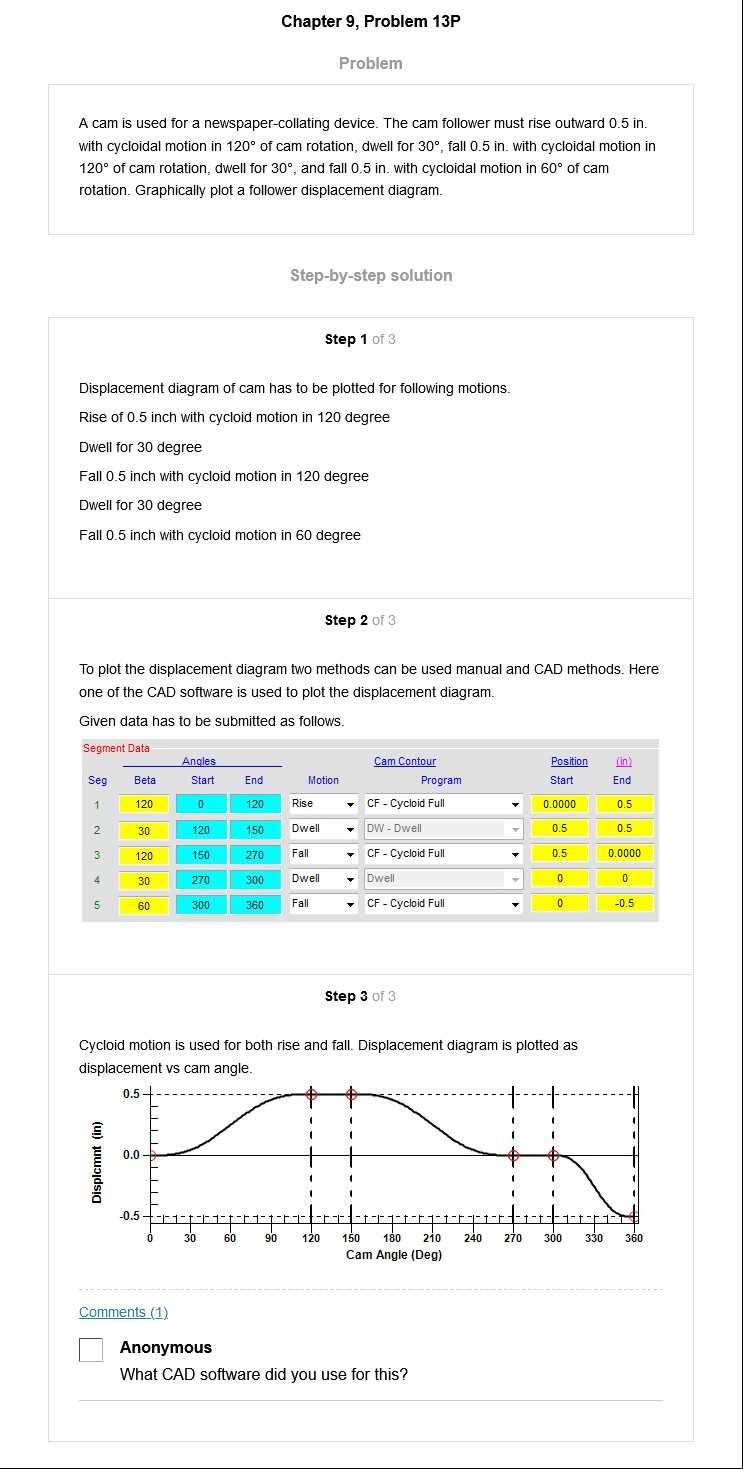 Chapter 9, Problem 13P
Problem
A cam is used for a newspaper-collating device. The cam follower must rise outward 0.5 in.
with cycloidal motion in 120° of cam rotation, dwell for 30°, fall 0.5 in. with cycloidal motion in
120° of cam rotation, dwell for 30°, and fall 0.5 in. with cycloidal motion in 60° of cam
rotation. Graphically plot a follower displacement diagram.
Step-by-step solution
Step 1 of 3
Displacement diagram of cam has to be plotted for following motions.
Rise of 0.5 inch with cycloid motion in 120 degree
Dwell for 30 degree
Fall 0.5 inch with cycloid motion in 120 degree
Dwell for 30 degree
Fall 0.5 inch with cycloid motion in 60 degree
Step 2 of 3
To plot the displacement diagram two methods can be used manual and CAD methods. Here
one of the CAD software is used to plot the displacement diagram.
Given data has to be submitted as follows.
Segment Data
Angles Cam Contour Position (in)
Seg Beta Start End Motion Program Start End
1 120 0 120 Rise CF - Cycloid Full 0.0000 0.5
2 30 120 150 Dwell DW - Dwell 0.5 0.5
3 120 150 270 Fall CF - Cycloid Full 0.5 0.0000
4 30 270 300 Dwell Dwell 0 0
5 60 300 360 Fall CF - Cycloid Full 0 -0.5
Step 3 of 3
Cycloid motion is used for both rise and fall. Displacement diagram is plotted as
displacement vs cam angle.
0.5
0.0
-0.5
Displcmnt (in)
0 30 60 90 120 150 180 210 240 270 300 330 360
Cam Angle (Deg)
Comments (1)
Anonymous
What CAD software did you use for this?